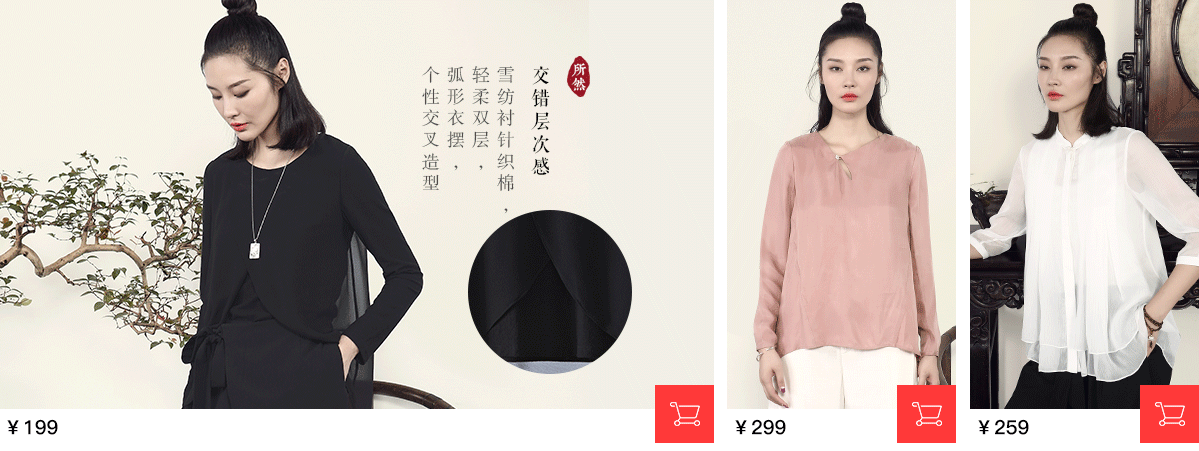 所然
交错层次感
雪纺衬针织棉，
轻柔双层，
弧形衣摆，
个性交叉造型
¥ 199
¥ 299
¥ 259